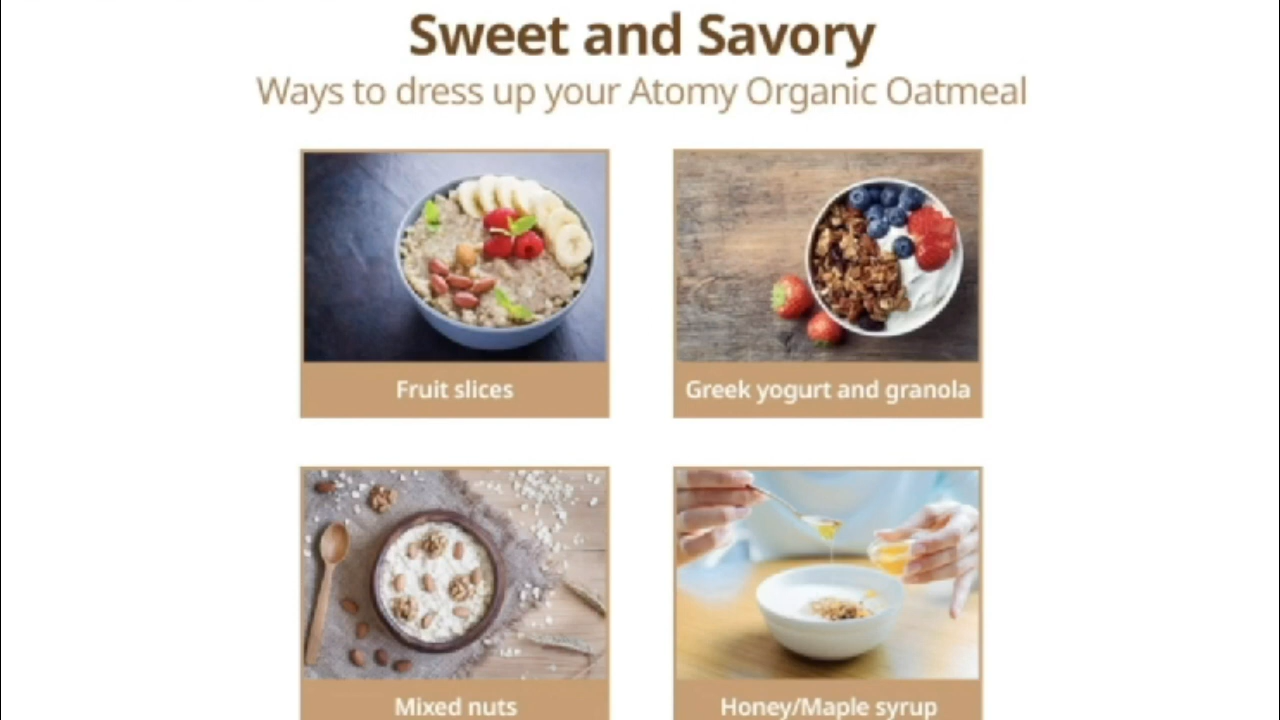 Sweet and Savory
Ways to dress up your Atomy Organic Oatmeal
Fruit slices
Greek yogurt and granola
Mixed nuts
Honey/Maple syrup